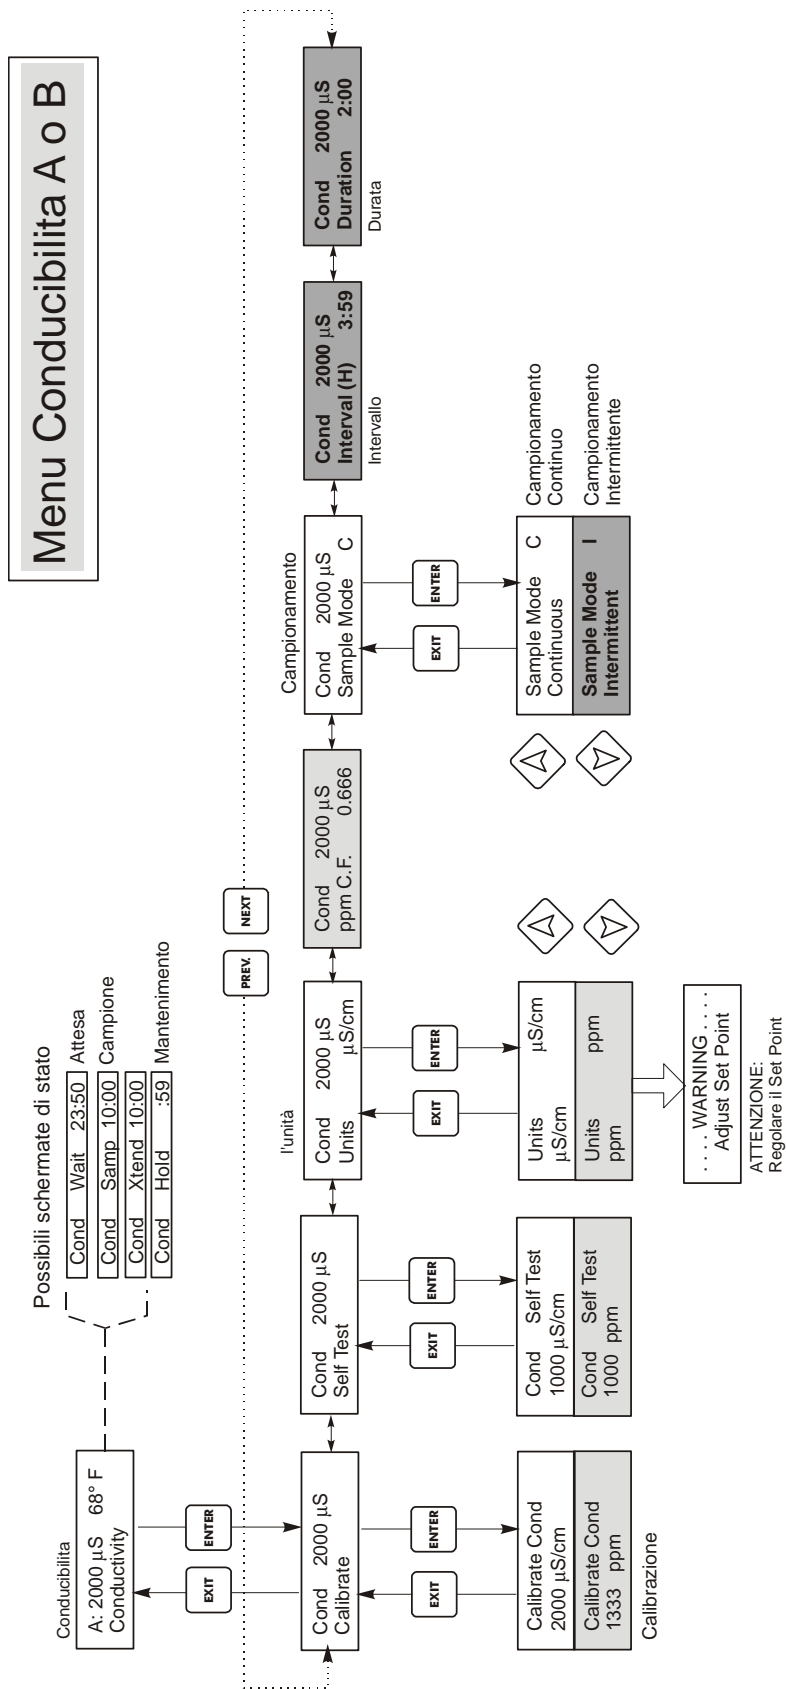 Menu Conducibilita A o B
Conducibilita
A: 2000 µS 68° F
Conductivity
Possibili schermate di stato
Cond Wait 23:50 Attesa
Cond Samp 10:00 Campione
Cond Xtend 10:00
Cond Hold :59 Mantenimento
EXIT
ENTER
PREV.
NEXT
Cond 2000 µS
Calibrate
Cond 2000 µS
Self Test
l'unità
Cond 2000 µS
Units µS/cm
Cond 2000 µS
ppm C.F. 0.666
Campionamento
Cond 2000 µS
Sample Mode C
Cond 2000 µS
Interval (H) 3:59
Intervallo
Cond 2000 µS
Duration 2:00
Durata
EXIT
ENTER
EXIT
ENTER
EXIT
ENTER
EXIT
ENTER
Calibrate Cond
2000 µS/cm
Calibrate Cond
1333 ppm
Calibrazione
Cond Self Test
1000 µS/cm
Cond Self Test
1000 ppm
Units µS/cm
µS/cm
Units ppm
ppm
. . . . WARNING . . . .
Adjust Set Point
ATTENZIONE:
Regolare il Set Point
Sample Mode C
Continuous
Sample Mode I
Intermittent
Campionamento
Continuo
Campionamento
Intermittente